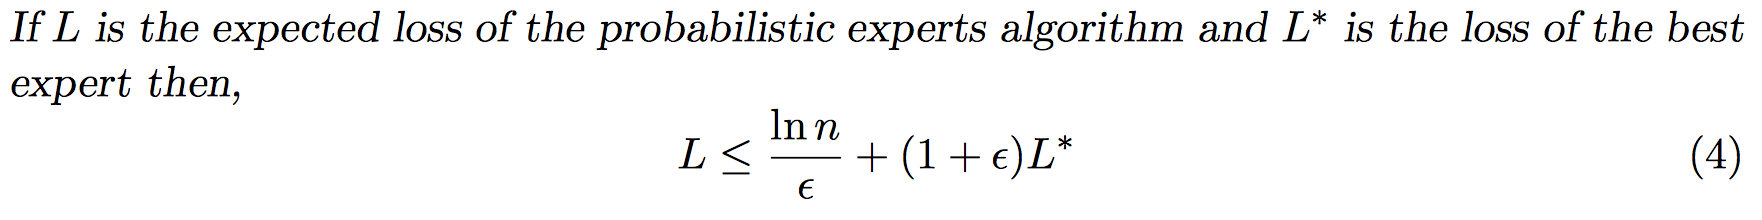 If L is the expected loss of the probabilistic experts algorithm and L* is the loss of the best
expert then,
L ≤ ln n / ϵ + (1 + ϵ)L* (4)